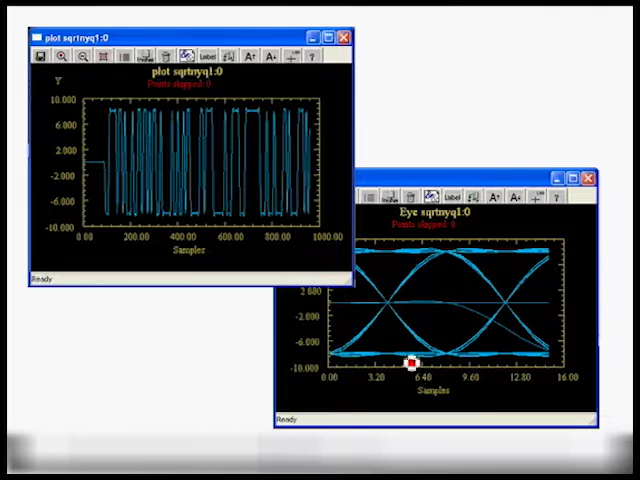 plot sqrtnyq1:0
Label
A↑
A↓
?
plot sqrtnyq1:0
Points skipped: 0
Y
10.000
6.000
2.000
-2.000
-6.000
-10.000
0.00 200.00 400.00 600.00 800.00 1000.00
Samples
Ready
Label
A↑
A↓
?
Eye sqrtnyq1:0
Points skipped: 0
-2.000
-6.000
-10.000
0.00 3.20 6.40 9.60 12.80 16.00
Samples
Ready